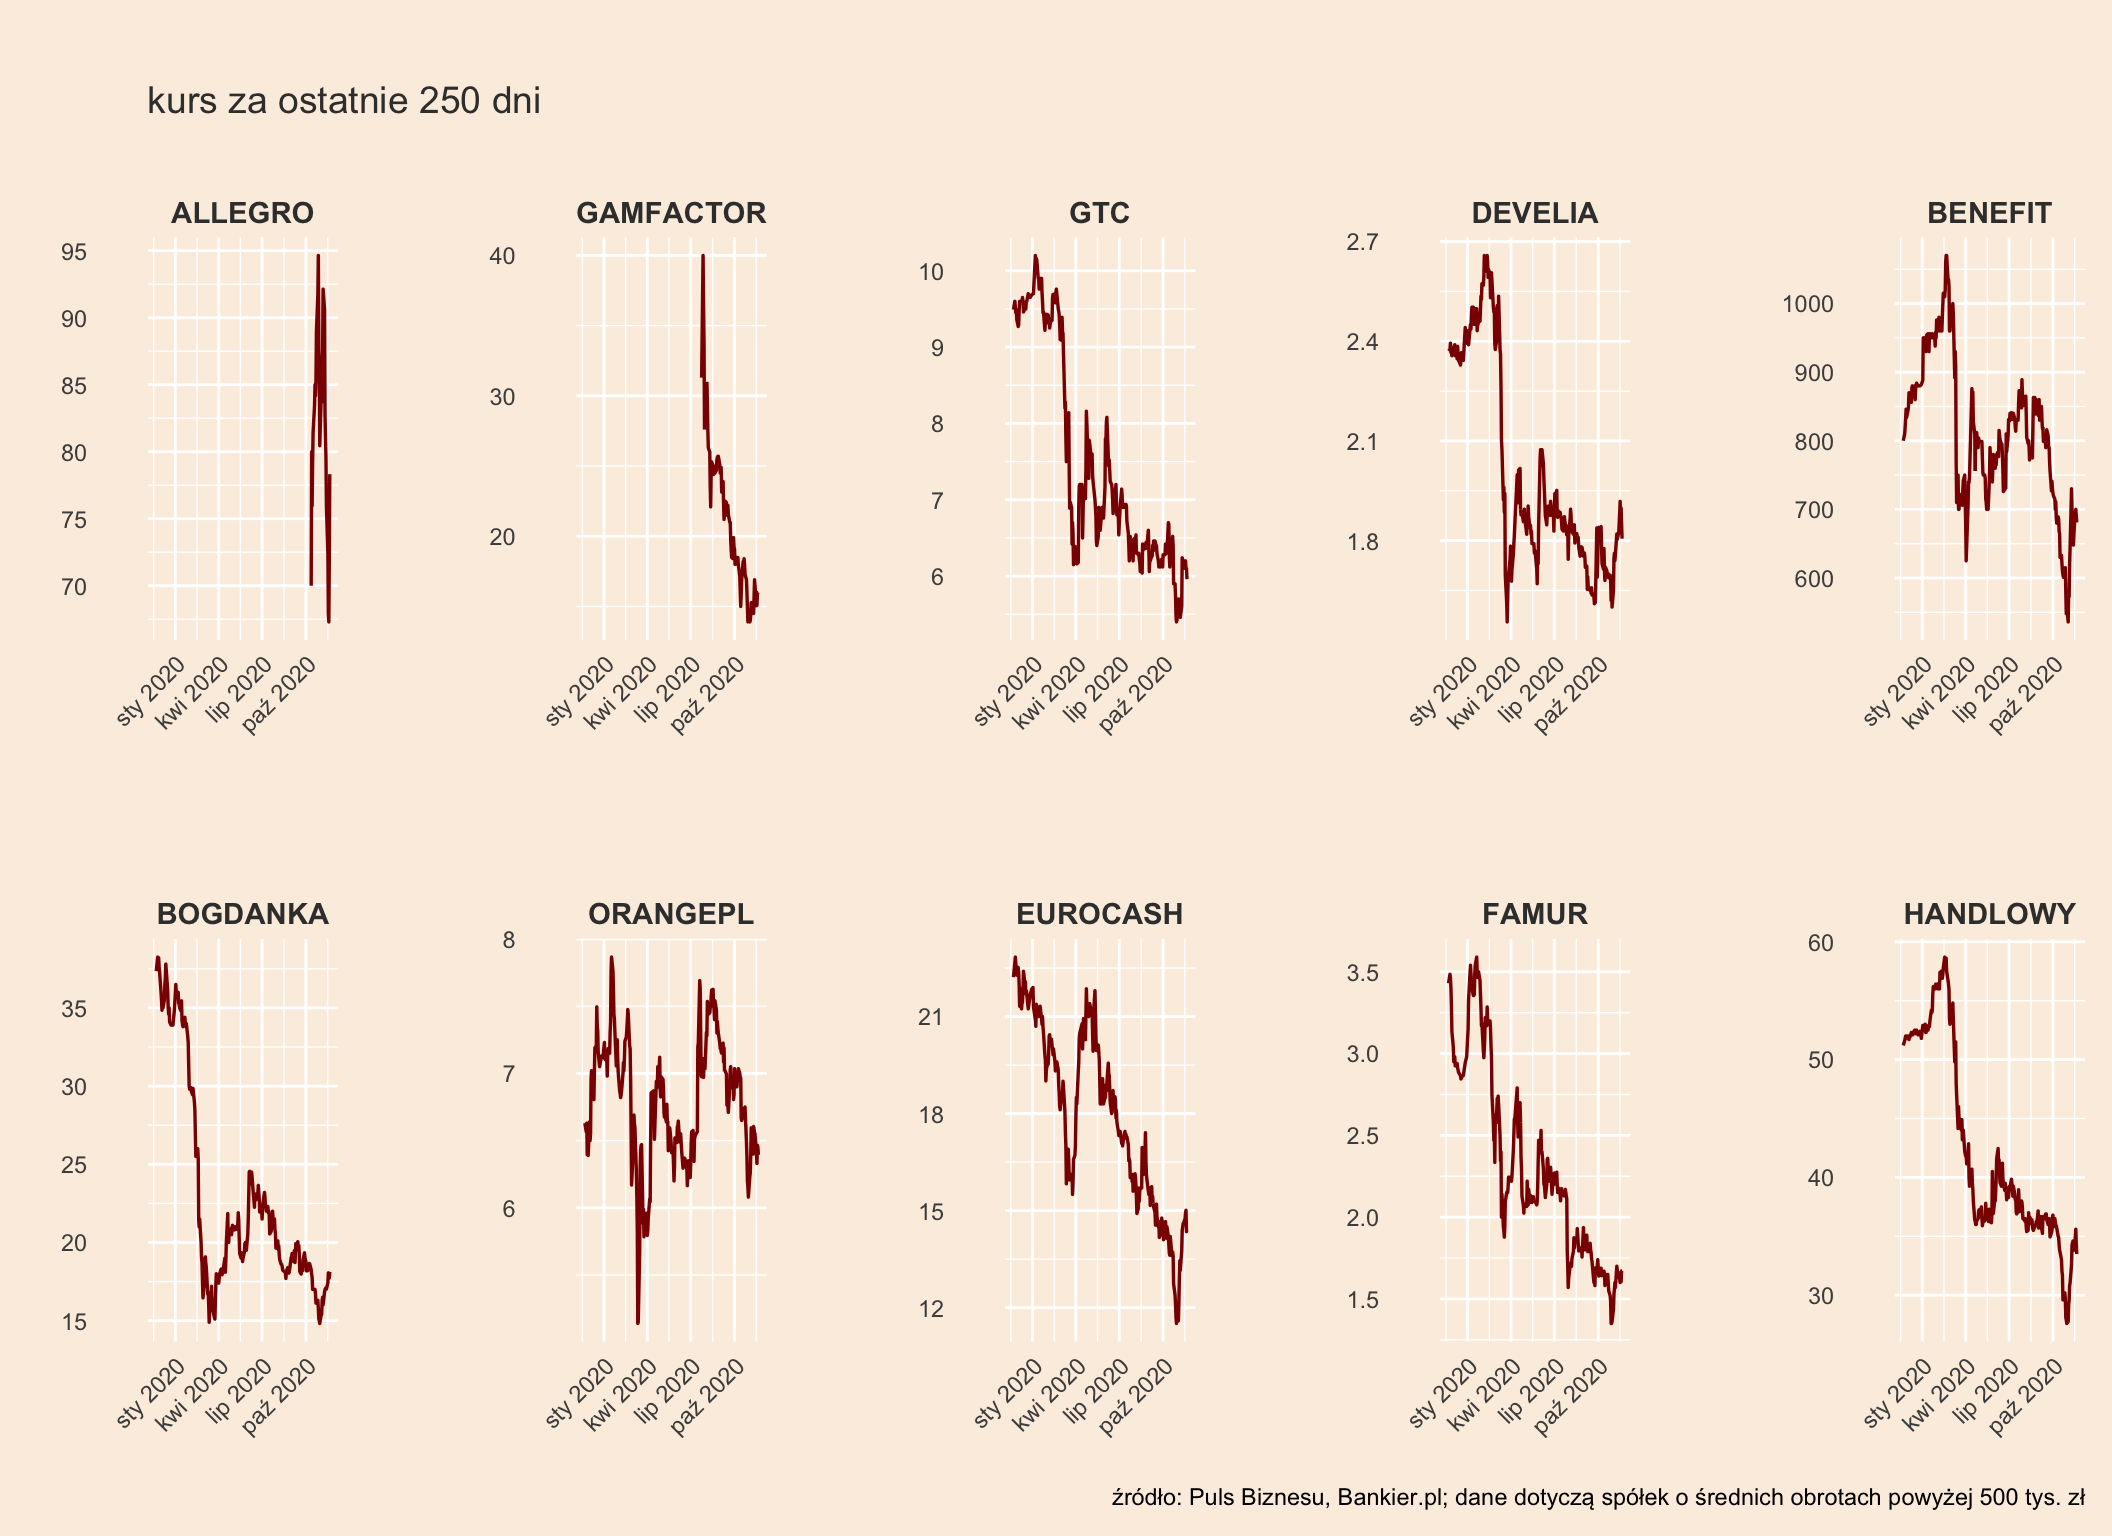 kurs za ostatnie 250 dni
ALLEGRO
95
90
85
80
75
70
sty 2020
kwi 2020
lip 2020
paź 2020
GAMFACTOR
40
30
20
sty 2020
kwi 2020
lip 2020
paź 2020
GTC
10
9
8
7
6
sty 2020
kwi 2020
lip 2020
paź 2020
DEVELIA
2.7
2.4
2.1
1.8
sty 2020
kwi 2020
lip 2020
paź 2020
BENEFIT
1000
900
800
700
600
sty 2020
kwi 2020
lip 2020
paź 2020
BOGDANKA
35
30
25
20
15
sty 2020
kwi 2020
lip 2020
paź 2020
ORANGEPL
8
7
6
sty 2020
kwi 2020
lip 2020
paź 2020
EUROCASH
21
18
15
12
sty 2020
kwi 2020
lip 2020
paź 2020
FAMUR
3.5
3.0
2.5
2.0
1.5
sty 2020
kwi 2020
lip 2020
paź 2020
HANDLOWY
60
50
40
30
sty 2020
kwi 2020
lip 2020
paź 2020
źródło: Puls Biznesu, Bankier.pl; dane dotyczą spółek o średnich obrotach powyżej 500 tys. zł